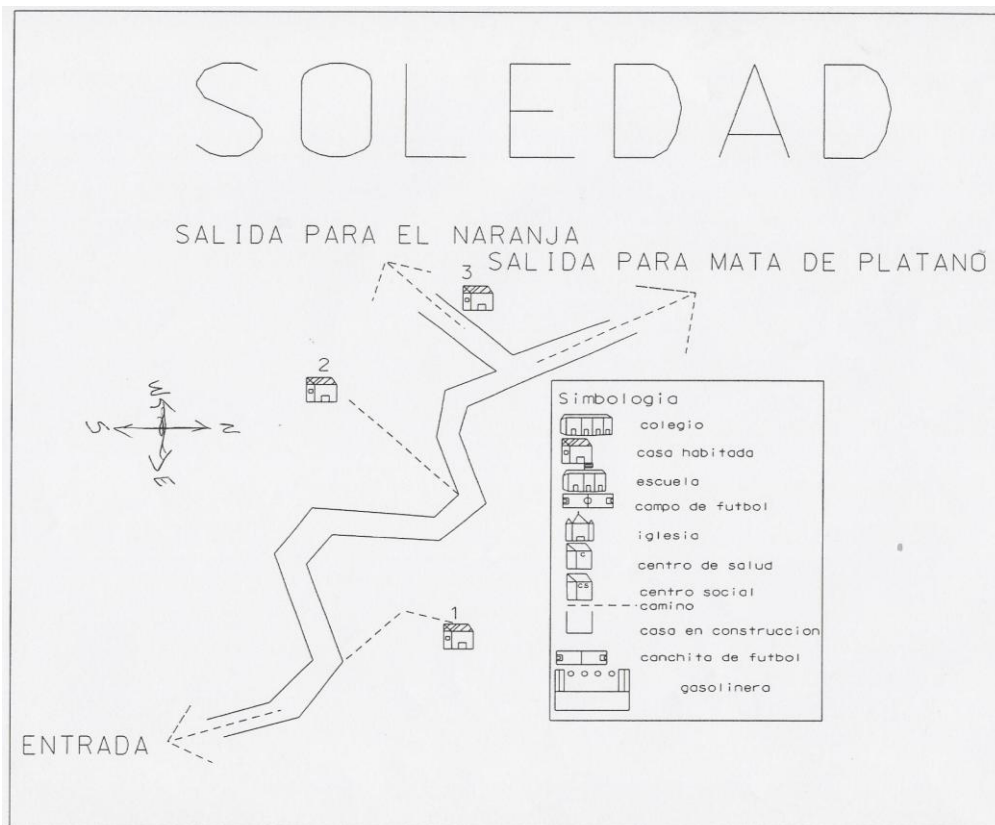 SOLEDAD
SALIDA PARA EL NARANJA
SALIDA PARA MATA DE PLATANO
3
2
W
S N
E
Simbologia
colegio
casa habitada
escuela
campo de futbol
iglesia
C
centro de salud
CS
centro social
camino
casa en construccion
canchita de futbol
gasolinera
1
ENTRADA